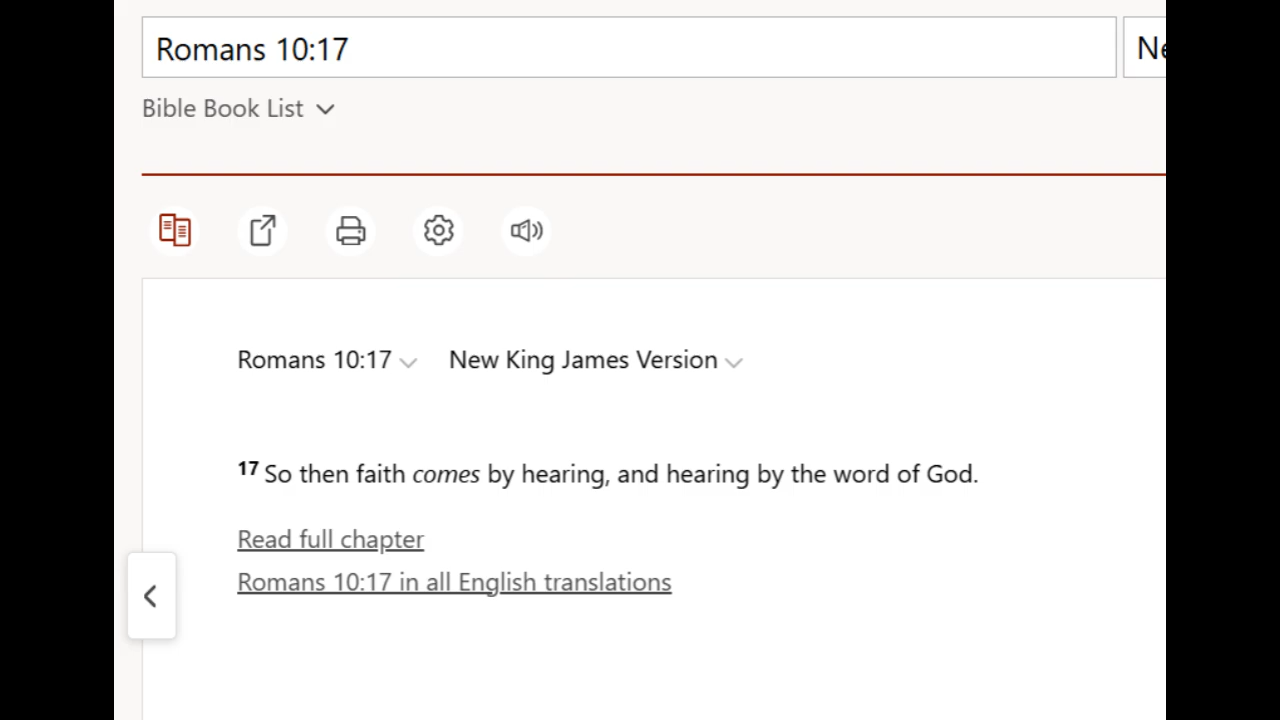 Romans 10:17
Ne
Bible Book List
Romans 10:17 New King James Version
17 So then faith comes by hearing, and hearing by the word of God.
Read full chapter
Romans 10:17 in all English translations